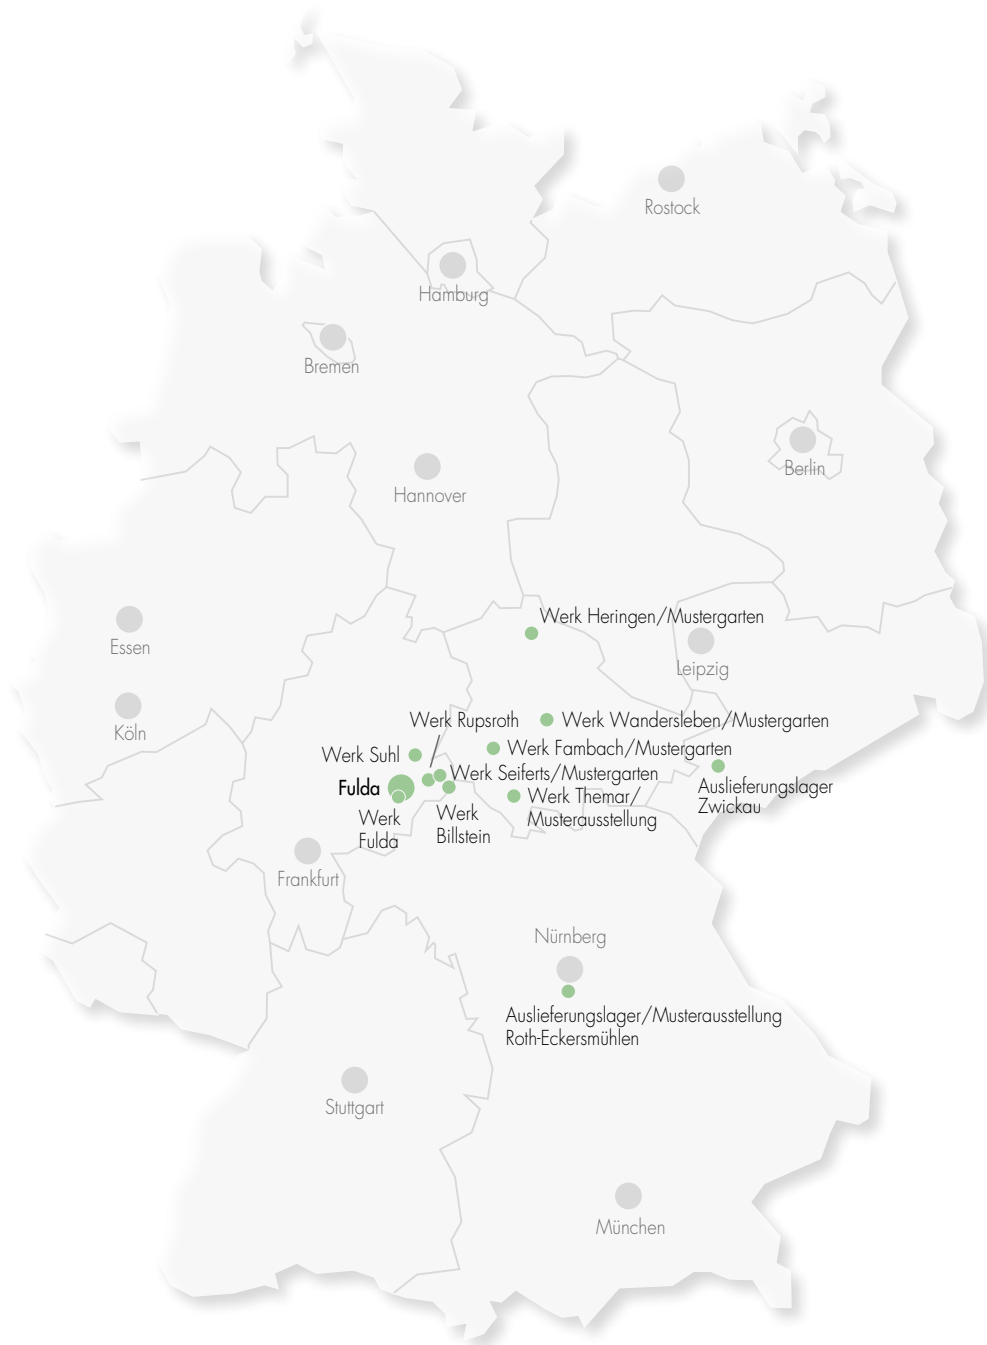 Rostock
Hamburg
Bremen
Berlin
Hannover
Werk Heringen/Mustergarten
Essen
Leipzig
Köln
Werk Rupsroth
Werk Wandersleben/Mustergarten
Werk Suhl
Werk Fambach/Mustergarten
Werk Seiferts/Mustergarten
Fulda
Auslieferungslager
Zwickau
Werk Themar/
Musterausstellung
Werk
Fulda
Werk
Billstein
Frankfurt
Nürnberg
Auslieferungslager/Musterausstellung
Roth-Eckersmühlen
Stuttgart
München